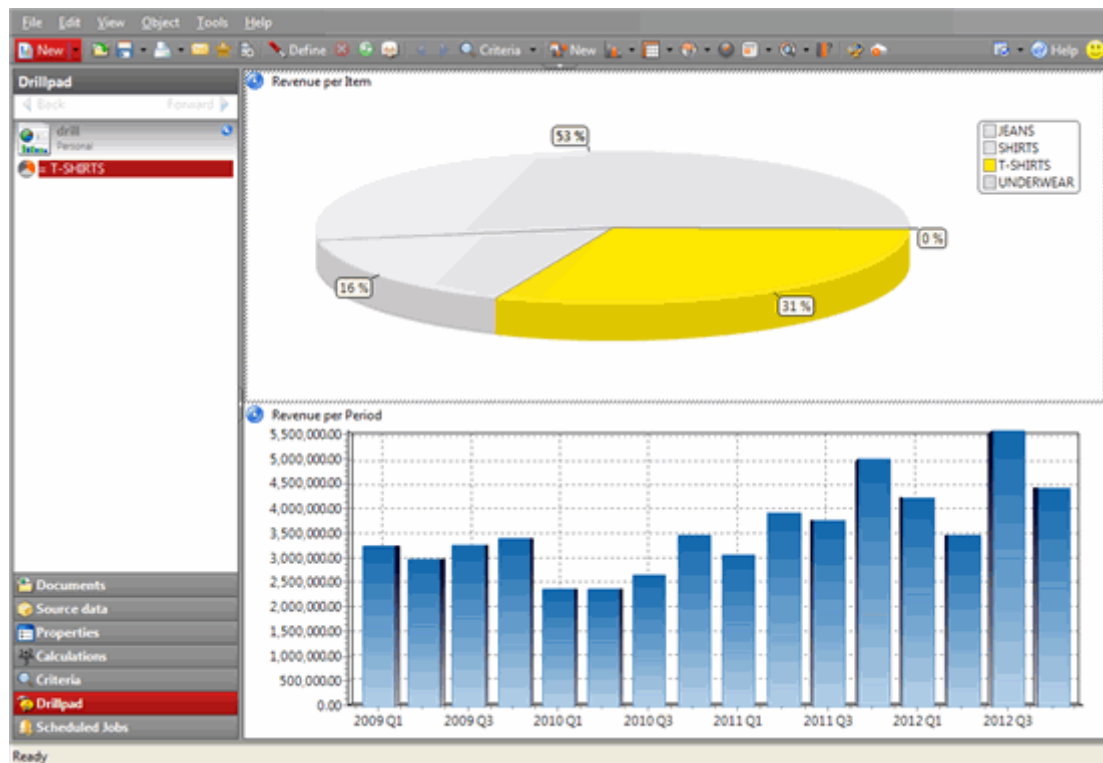 File Edit View Object Tools Help
New Define Criteria New Help
Drillpad
Back Forward
drill
Personal
= T-SHIRTS
Documents
Source data
Properties
Calculations
Criteria
Drillpad
Scheduled Jobs
Revenue per Item
53 %
0 %
16 %
31 %
JEANS
SHIRTS
T-SHIRTS
UNDERWEAR
Revenue per Period
5,500,000.00
5,000,000.00
4,500,000.00
4,000,000.00
3,500,000.00
3,000,000.00
2,500,000.00
2,000,000.00
1,500,000.00
1,000,000.00
500,000.00
0.00
2009 Q1 2009 Q3 2010 Q1 2010 Q3 2011 Q1 2011 Q3 2012 Q1 2012 Q3
Ready